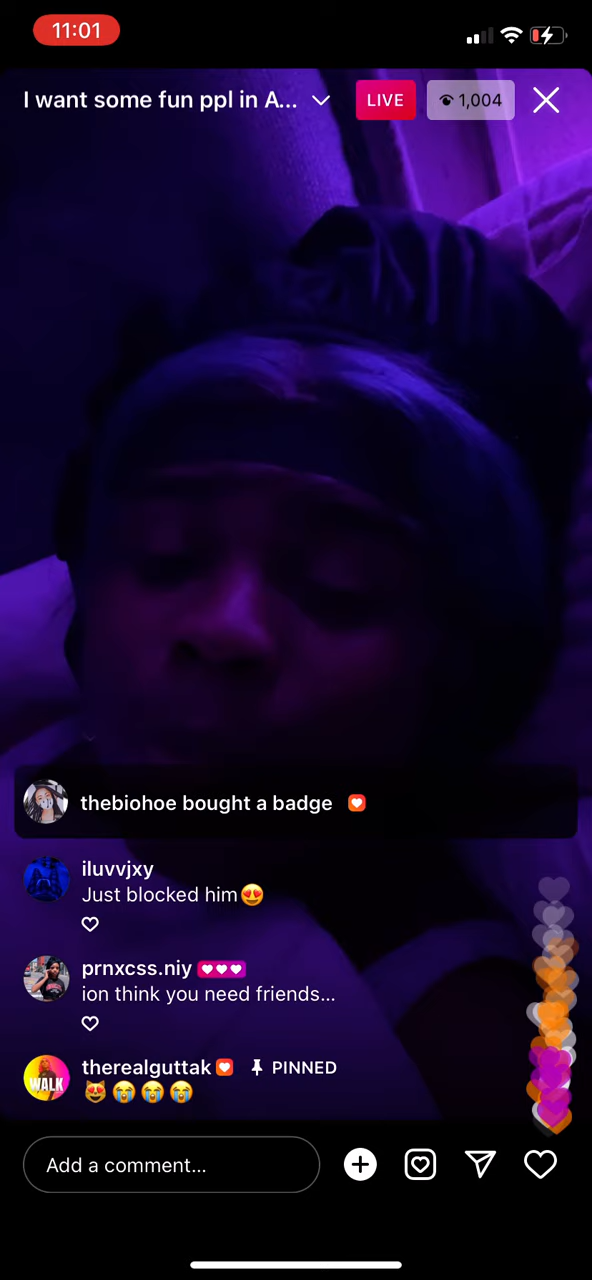 11:01
I want some fun ppl in A...
LIVE
1,004
thebiohoe bought a badge
iluvvjxy
Just blocked him😍
prnxcss.niy
ion think you need friends...
therealguttak PINNED
😻😭😭😭
WALK
Add a comment...